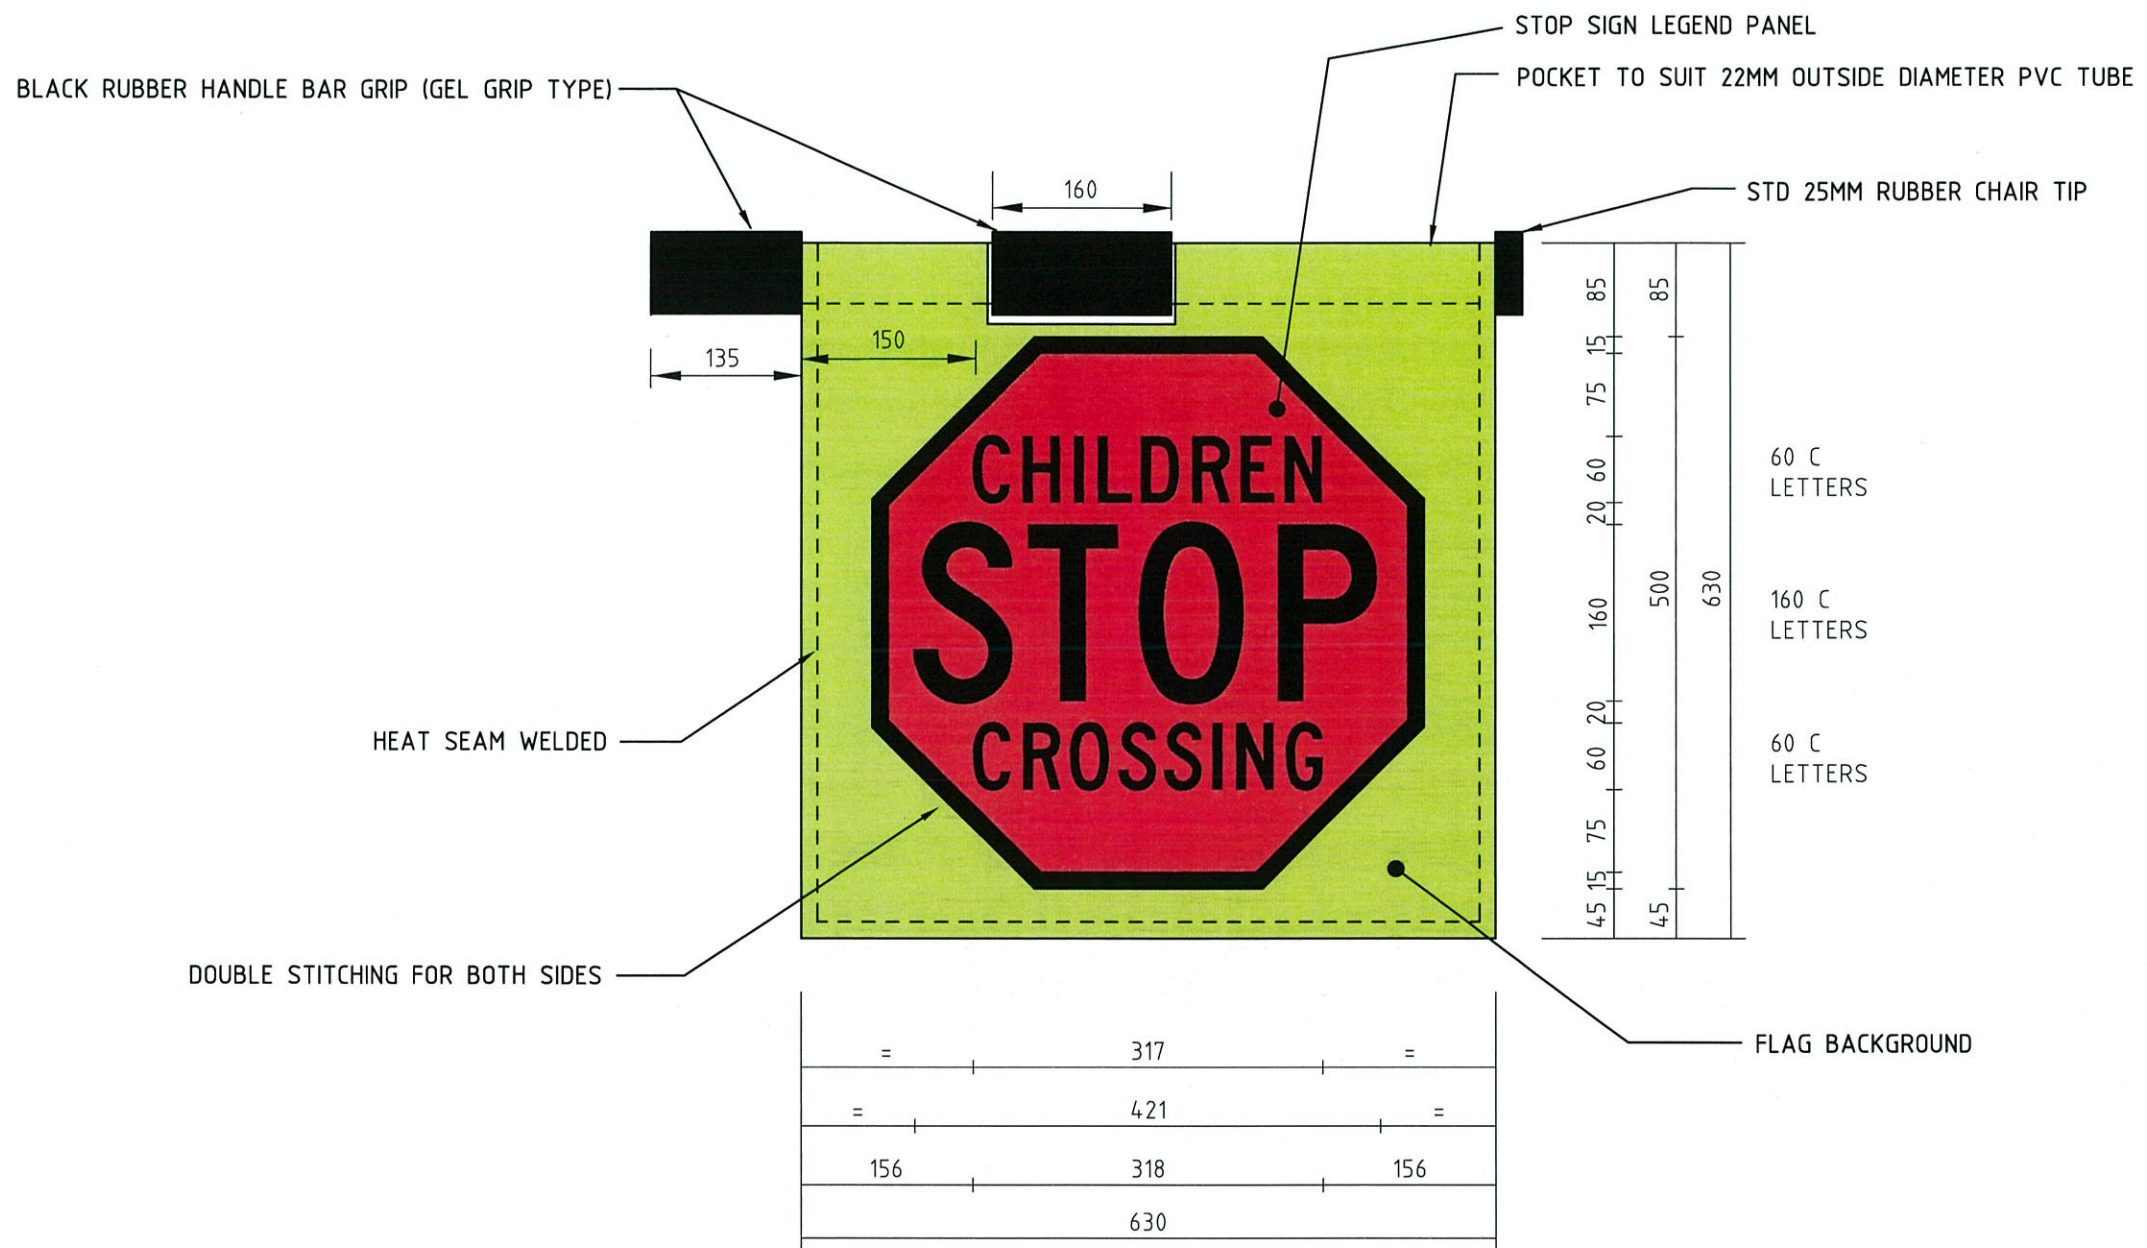 STOP SIGN LEGEND PANEL
POCKET TO SUIT 22MM OUTSIDE DIAMETER PVC TUBE
BLACK RUBBER HANDLE BAR GRIP (GEL GRIP TYPE)
STD 25MM RUBBER CHAIR TIP
160
135
150
CHILDREN
STOP
CROSSING
85
15
75
60
20
160
20
60
75
15
45
85
500
45
630
60 C
LETTERS
160 C
LETTERS
60 C
LETTERS
HEAT SEAM WELDED
DOUBLE STITCHING FOR BOTH SIDES
FLAG BACKGROUND
= 317 =
= 421 =
156 318 156
630